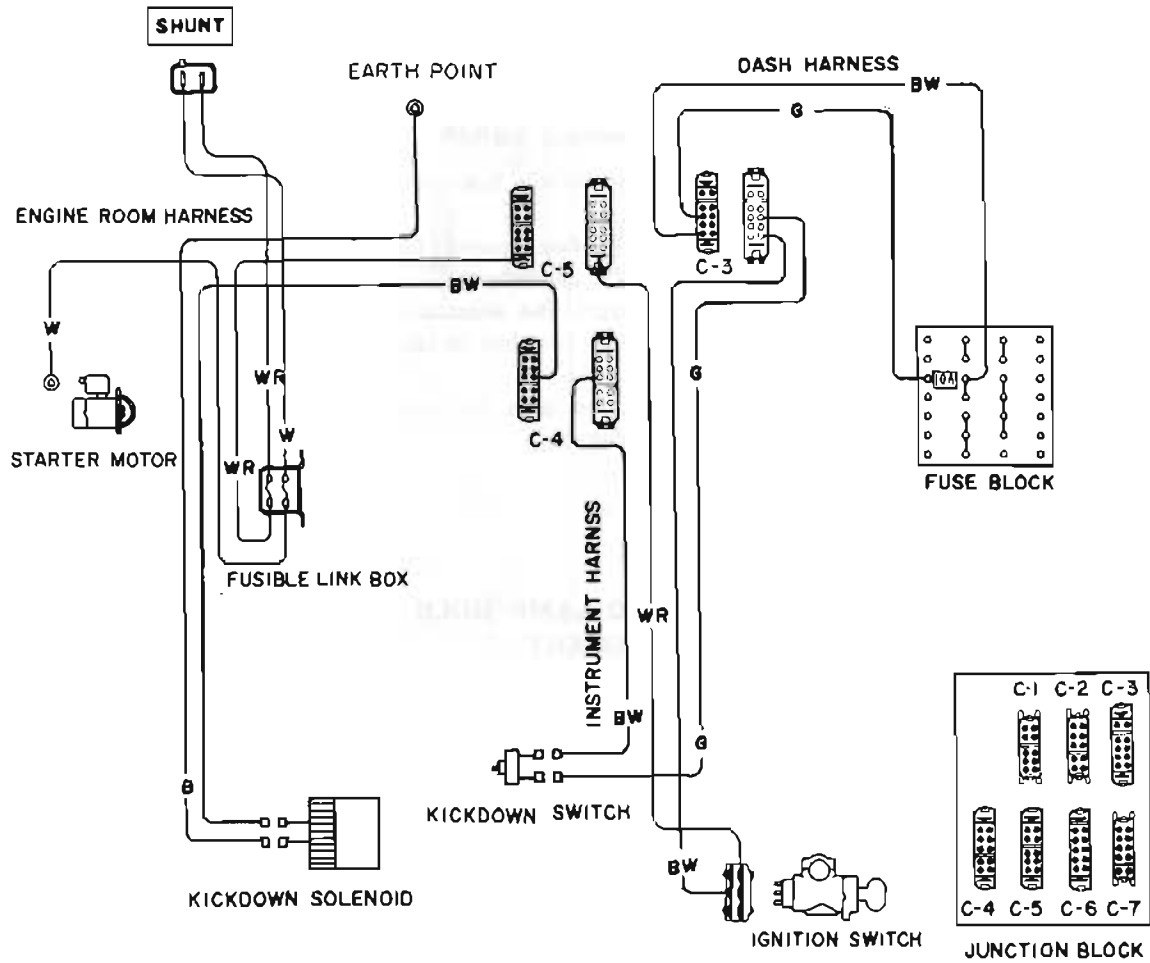 SHUNT
EARTH POINT
DASH HARNESS
BW
G
ENGINE ROOM HARNESS
C-5
C-3
BW
W
G
10A
WR
W
C-4
STARTER MOTOR
WR
FUSE BLOCK
FUSIBLE LINK BOX
INSTRUMENT HARNSS
WR
C-1 C-2 C-3
BW
G
B
KICKDOWN SWITCH
BW
KICKDOWN SOLENOID
C-4 C-5 C-6 C-7
IGNITION SWITCH
JUNCTION BLOCK